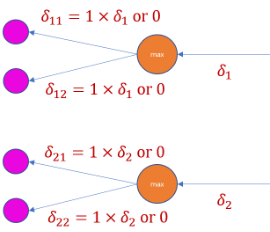 δ₁₁ = 1 × δ₁ or 0
max
δ₁
δ₁₂ = 1 × δ₁ or 0
δ₂₁ = 1 × δ₂ or 0
max
δ₂
δ₂₂ = 1 × δ₂ or 0